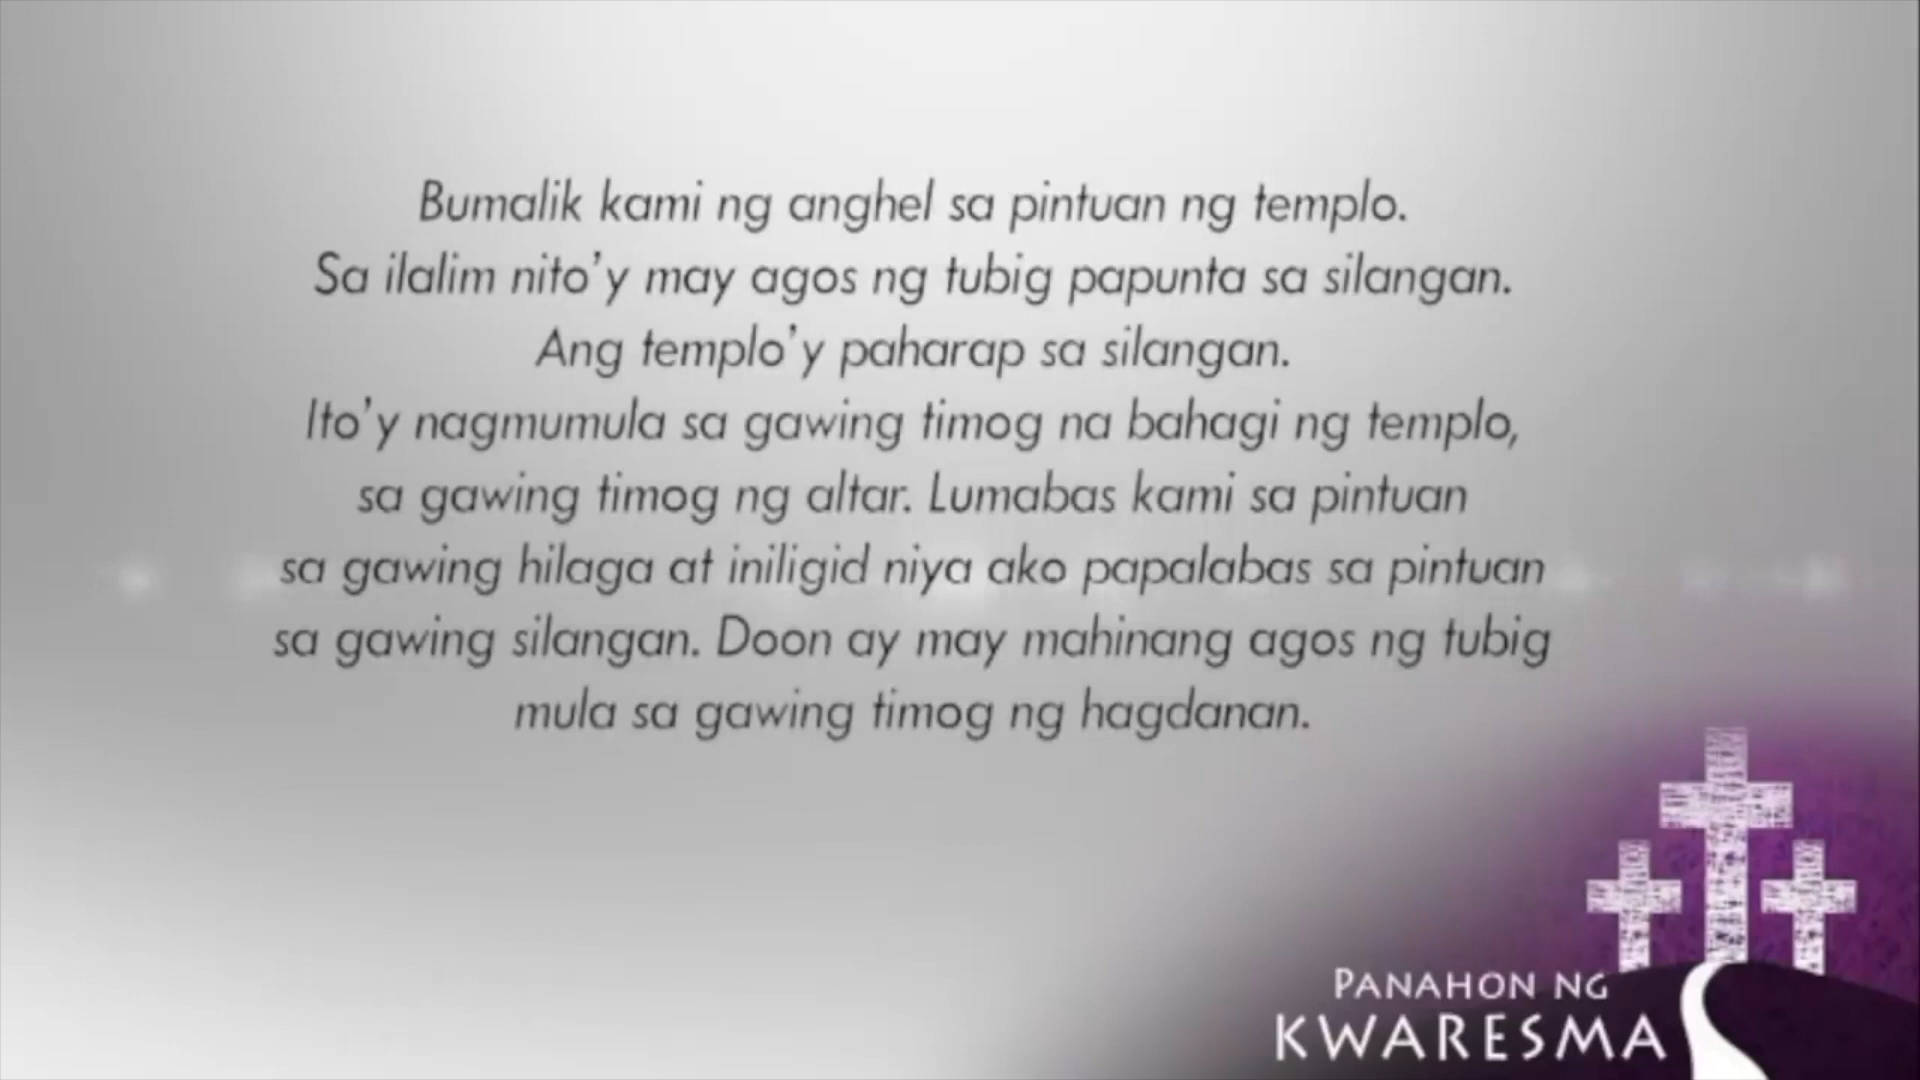 Bumalik kami ng anghel sa pintuan ng templo.
Sa ilalim nito’y may agos ng tubig papunta sa silangan.
Ang templo’y paharap sa silangan.
Ito’y nagmumula sa gawing timog na bahagi ng templo,
sa gawing timog ng altar. Lumabas kami sa pintuan
sa gawing hilaga at iniligid niya ako papalabas sa pintuan
sa gawing silangan. Doon ay may mahinang agos ng tubig
mula sa gawing timog ng hagdanan.
PANAHON NG
KWARESMA